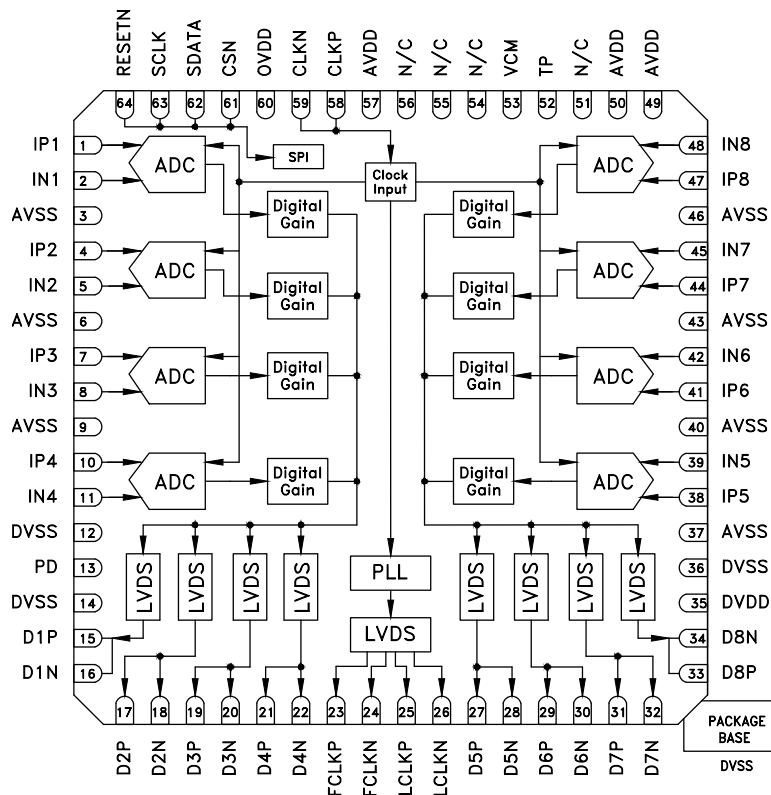 RESETN SCLK SDATA CSN OVDD CLKN CLKP AVDD N/C N/C N/C VCM TP N/C AVDD AVDD
64 63 62 61 60 59 58 57 56 55 54 53 52 51 50 49
IP1 1 48 IN8
ADC SPI Clock Input ADC
IN1 2 47 IP8
Digital Gain Digital Gain
AVSS 3 46 AVSS
IP2 4 45 IN7
ADC ADC
IN2 5 44 IP7
Digital Gain Digital Gain
AVSS 6 43 AVSS
IP3 7 42 IN6
ADC Digital Gain Digital Gain ADC
IN3 8 41 IP6
AVSS 9 40 AVSS
IP4 10 39 IN5
ADC Digital Gain Digital Gain ADC
IN4 11 38 IP5
DVSS 12 37 AVSS
PD 13 36 DVSS
LVDS LVDS LVDS LVDS PLL LVDS LVDS LVDS LVDS
DVSS 14 35 DVDD
D1P 15 LVDS 34 D8N
D1N 16 33 D8P
17 18 19 20 21 22 23 24 25 26 27 28 29 30 31 32
D2P D2N D3P D3N D4P D4N FCLKP FCLKN LCLKP LCLKN D5P D5N D6P D6N D7P D7N
PACKAGE
BASE
DVSS